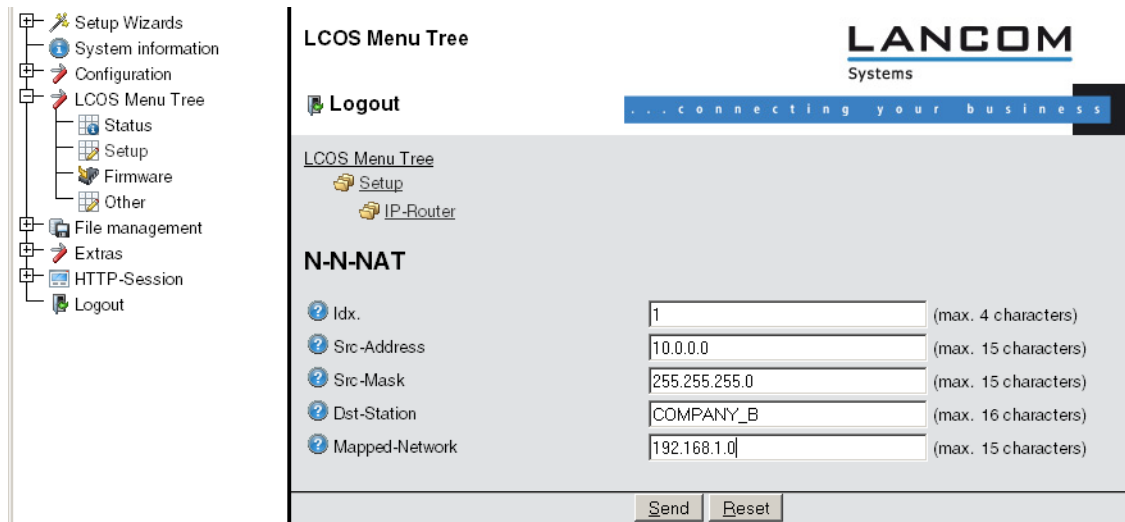 Setup Wizards
System information
Configuration
LCOS Menu Tree
Status
Setup
Firmware
Other
File management
Extras
HTTP-Session
Logout
LCOS Menu Tree
LANCOM
Systems
Logout
...connecting your business
LCOS Menu Tree
Setup
IP-Router
N-N-NAT
Idx. 1 (max. 4 characters)
Src-Address 10.0.0.0 (max. 15 characters)
Src-Mask 255.255.255.0 (max. 15 characters)
Dst-Station COMPANY_B (max. 16 characters)
Mapped-Network 192.168.1.0 (max. 15 characters)
Send Reset